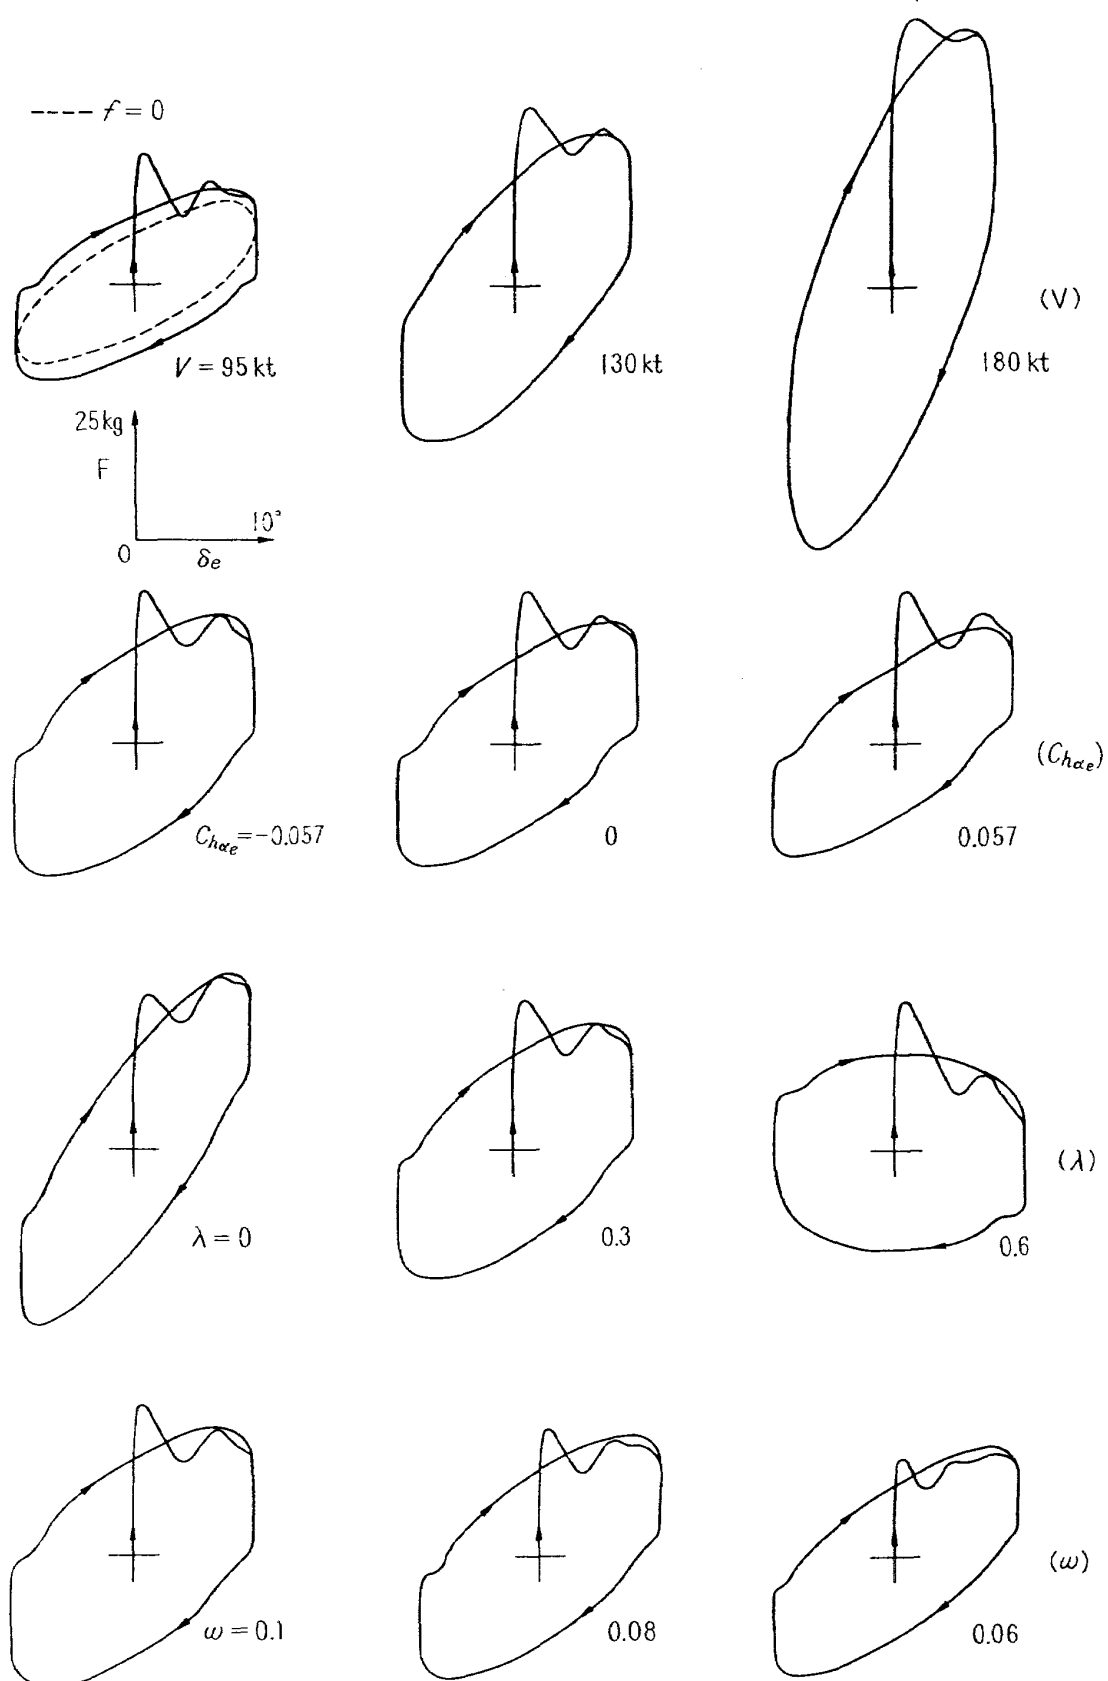 ---- f = 0
(V)
V = 95 kt
130 kt
180 kt
25 kg
F
10°
0
δe
(Chαe)
Chαe = -0.057
0
0.057
(λ)
λ = 0
0.3
0.6
(ω)
ω = 0.1
0.08
0.06